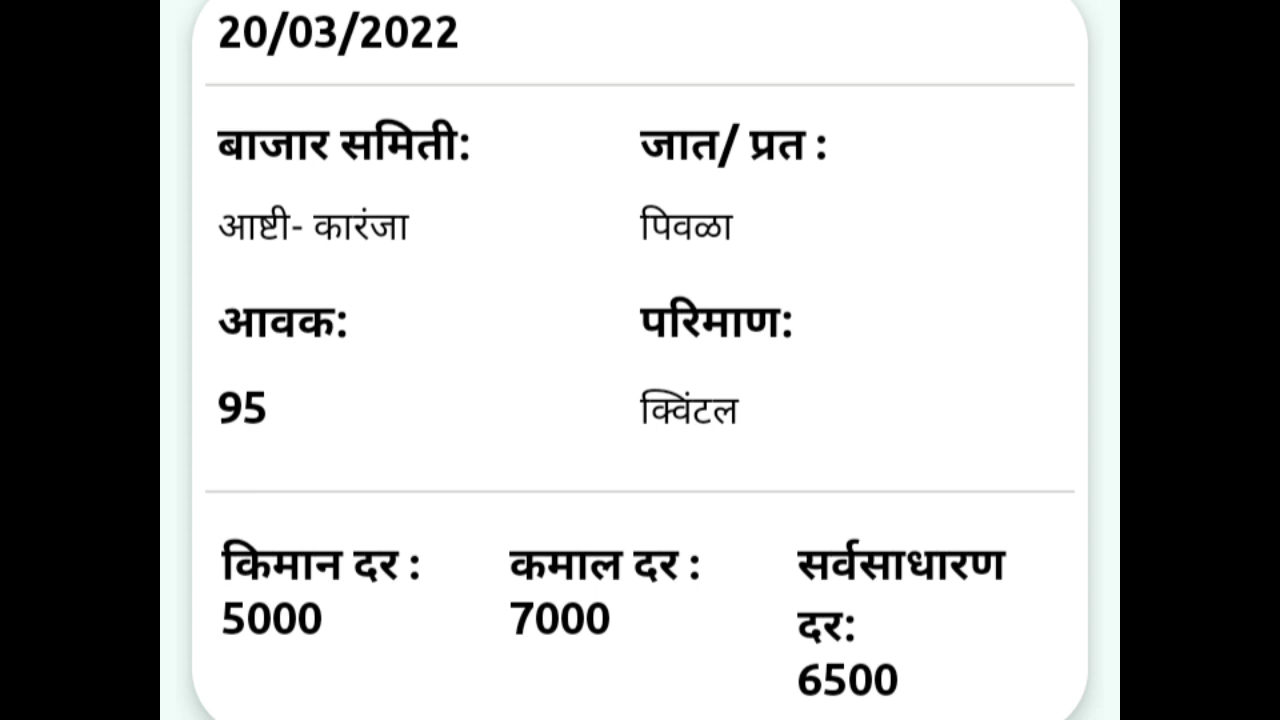 20/03/2022
बाजार समिती: जात/ प्रत :
आष्टी- कारंजा पिवळा
आवक: परिमाण:
95 क्विंटल
किमान दर : कमाल दर : सर्वसाधारण
5000 7000 दर:
6500